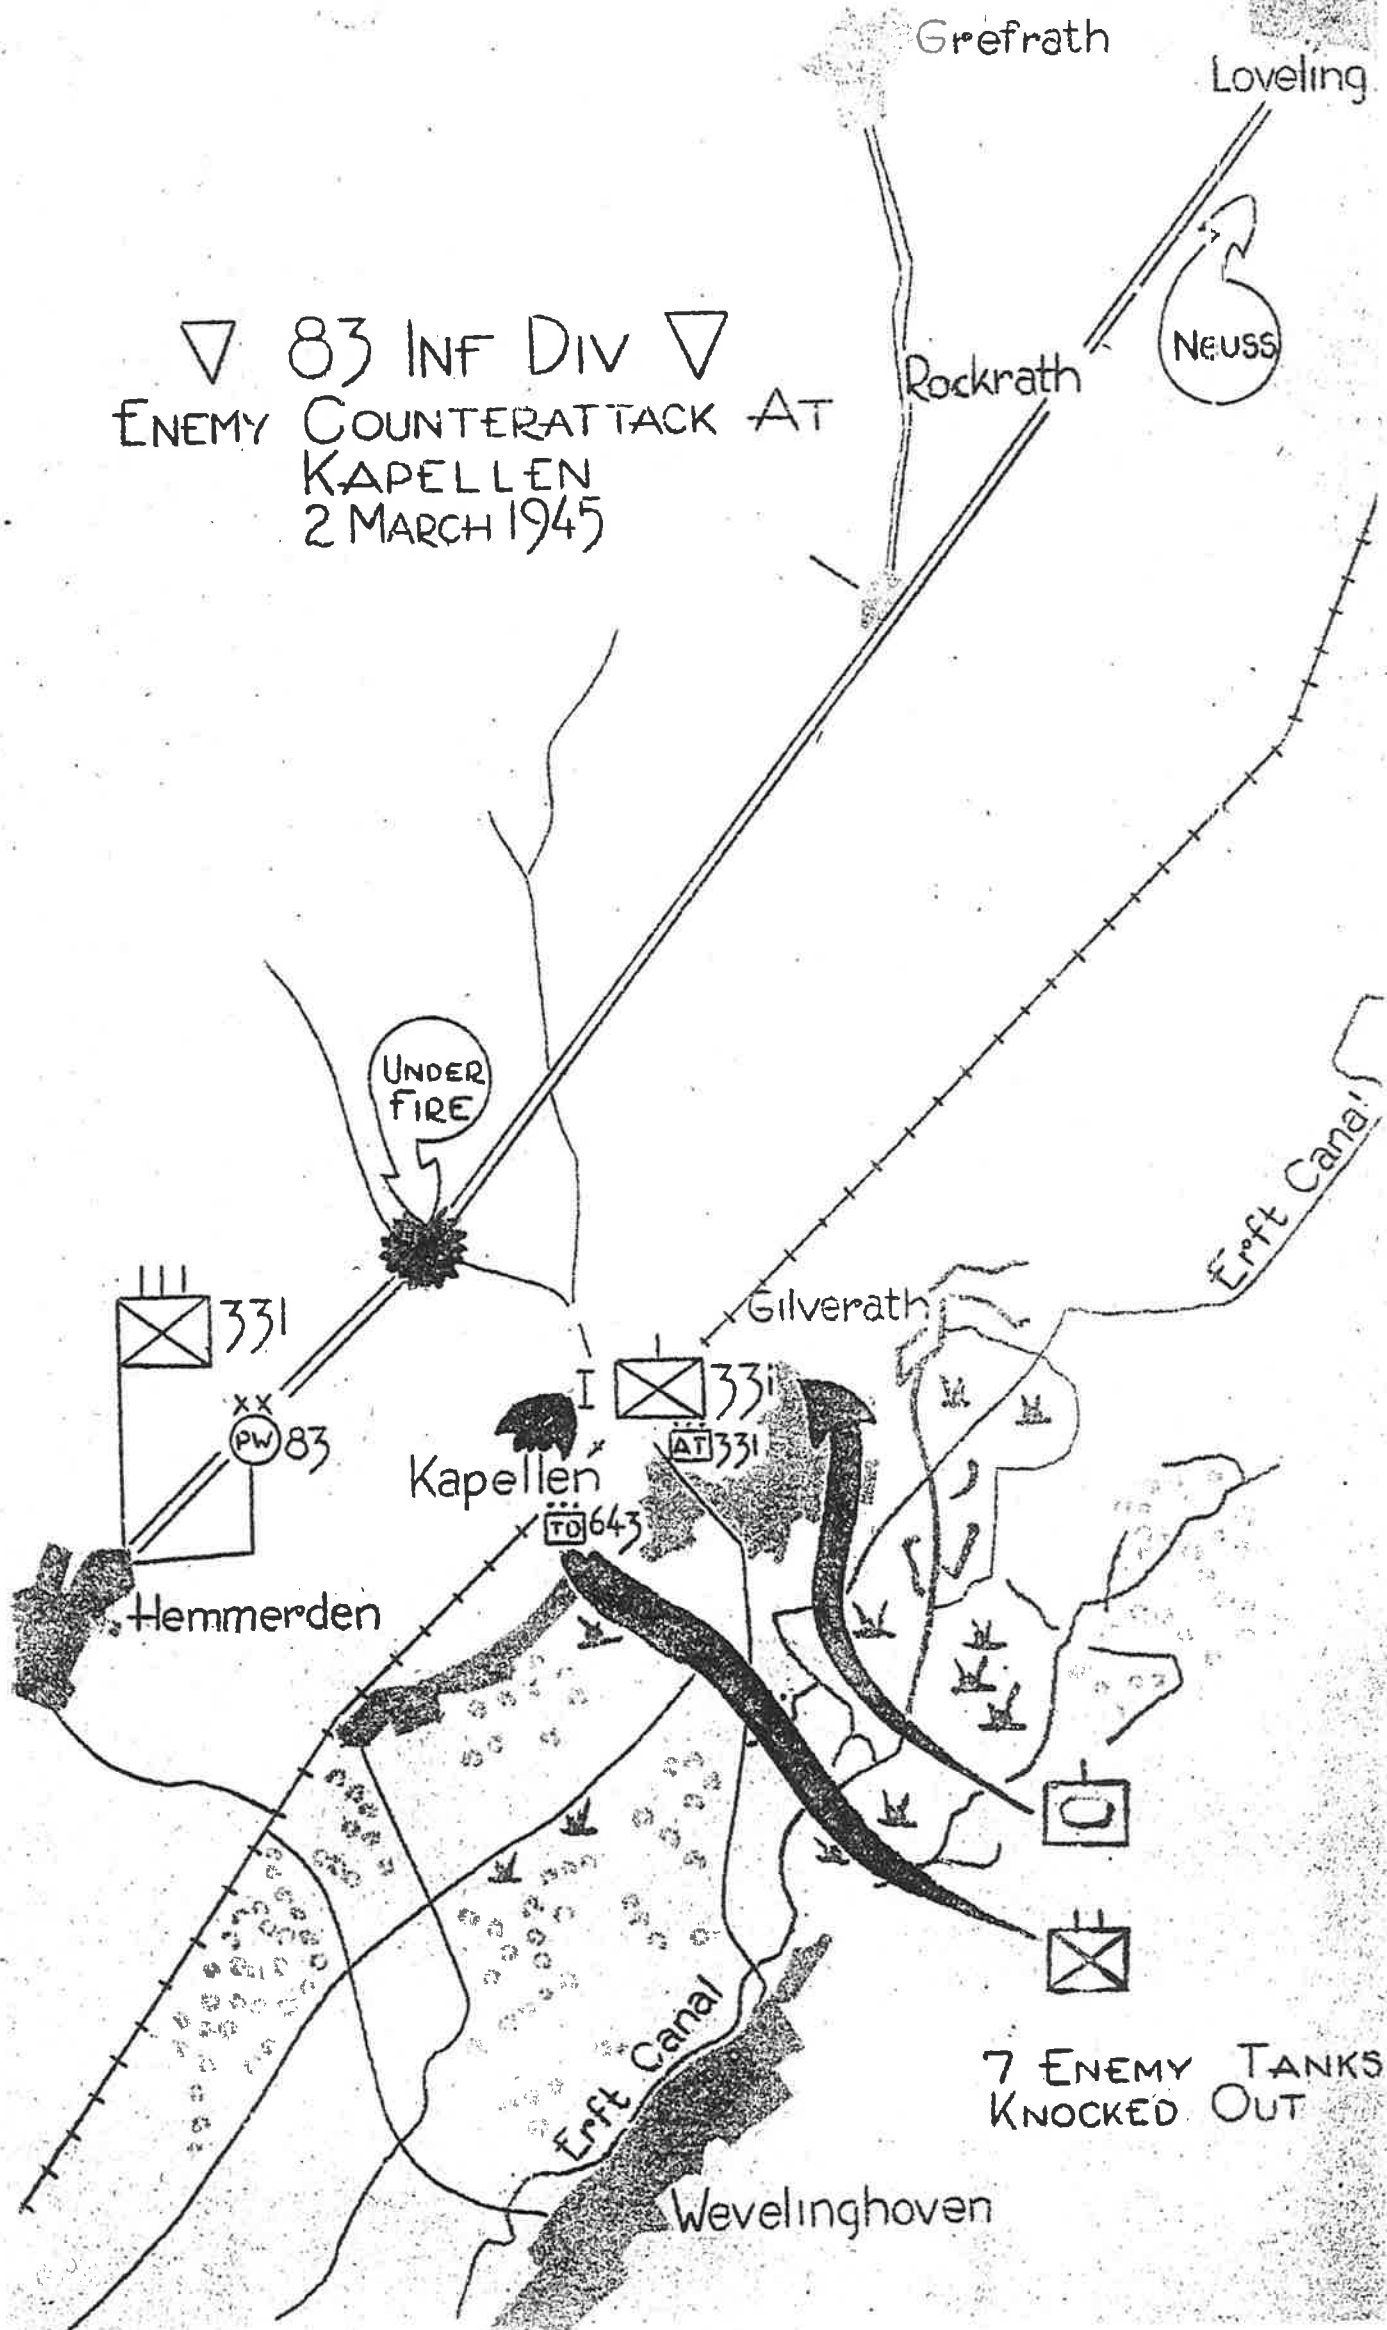 Grefrath
Loveling
Neuss
83 INF DIV
ENEMY COUNTERATTACK AT
KAPELLEN
2 MARCH 1945
Rockrath
UNDER
FIRE
Erft Canal
Gilverath
331
I
331
XX
PW 83
AT 331
Kapellen
TD 643
Hemmerden
Erft Canal
7 ENEMY TANKS
KNOCKED OUT
Wevelinghoven